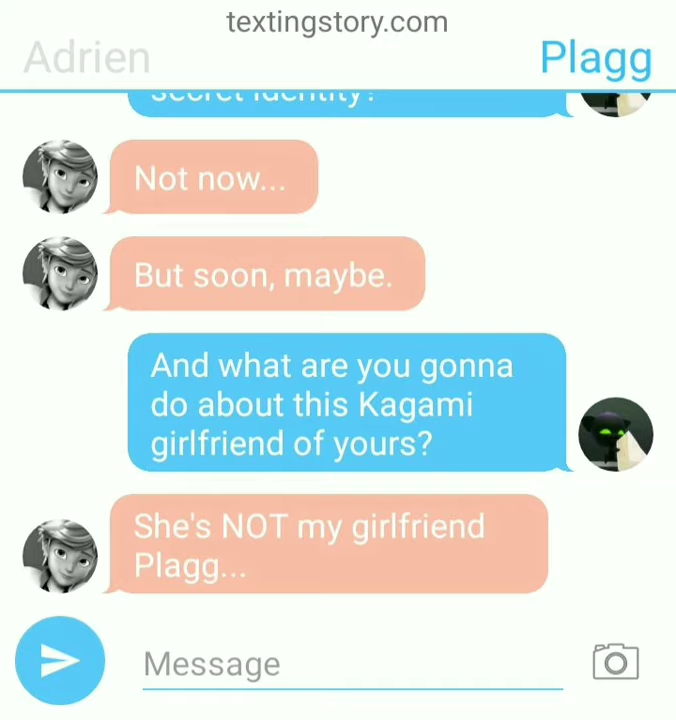 textingstory.com
Adrien
Plagg
Secret identity?
Not now...
But soon, maybe.
And what are you gonna
do about this Kagami
girlfriend of yours?
She's NOT my girlfriend
Plagg...
Message